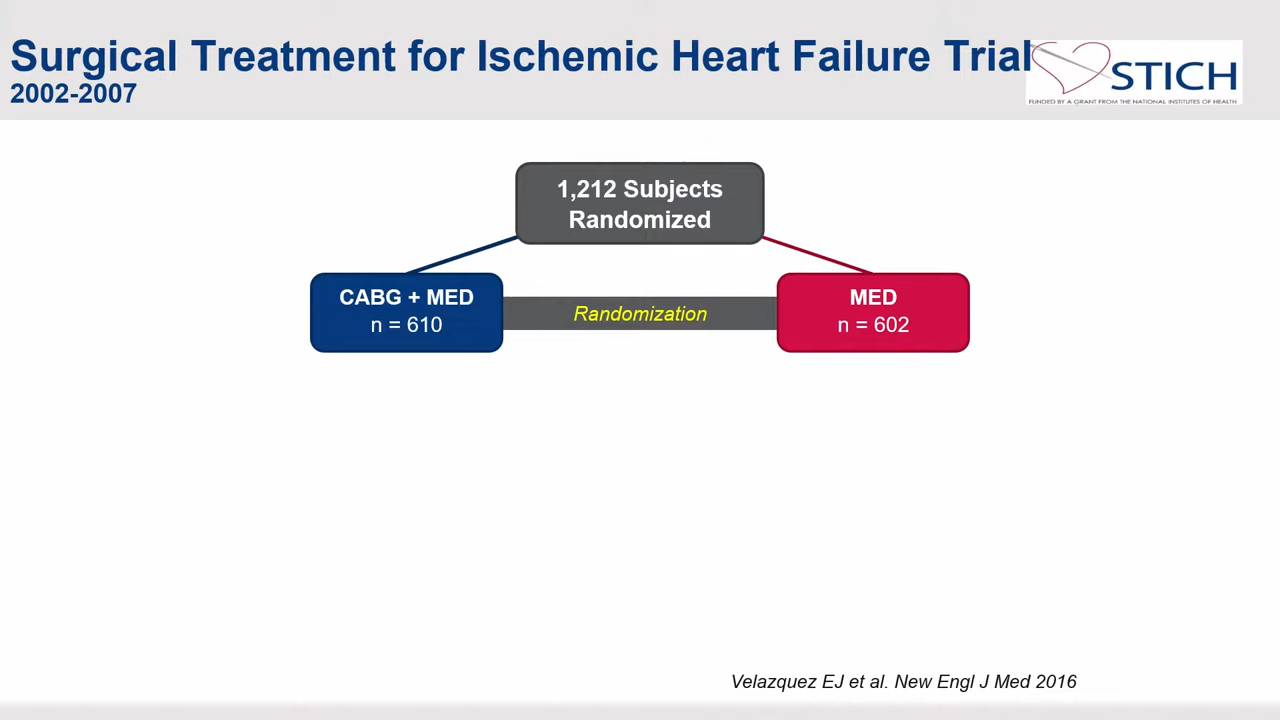 Surgical Treatment for Ischemic Heart Failure Trial
2002-2007
STICH
FUNDED BY A GRANT FROM THE NATIONAL INSTITUTES OF HEALTH
1,212 Subjects
Randomized
CABG + MED
n = 610
Randomization
MED
n = 602
Velazquez EJ et al. New Engl J Med 2016